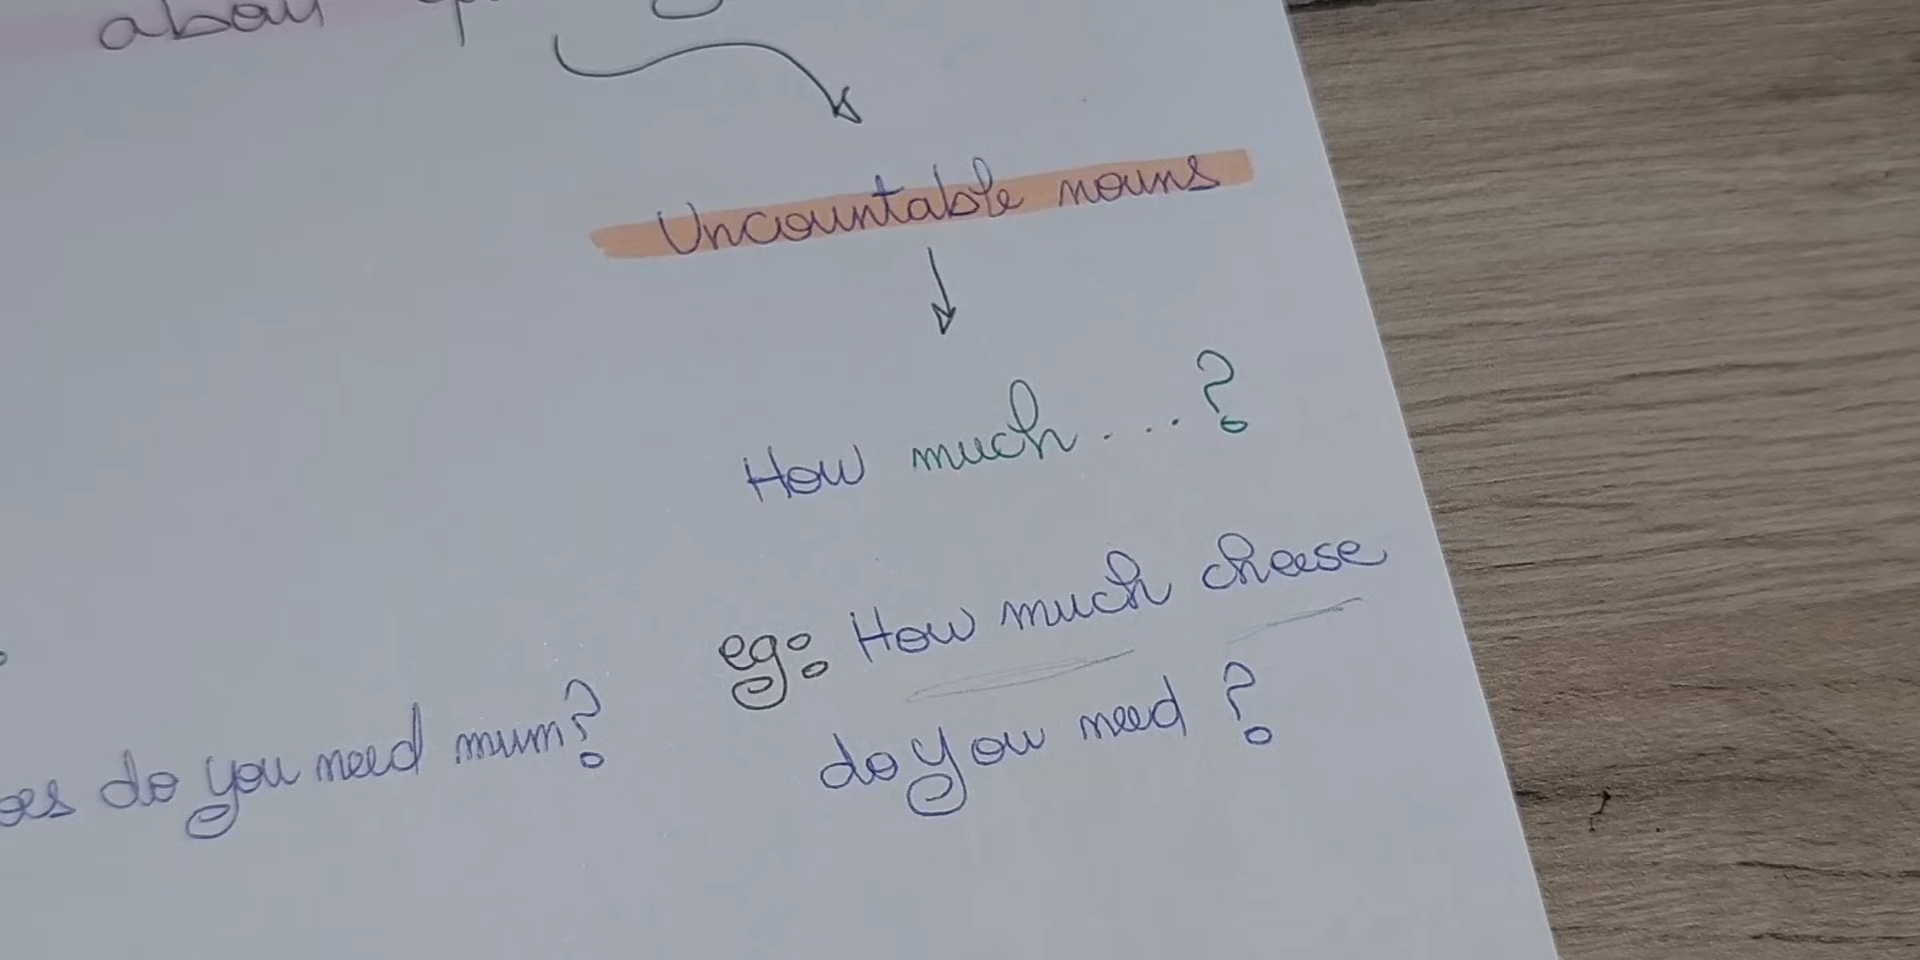 Uncountable nouns
How much ....?
eg: How much cheese
do you need ?
do you need mum?